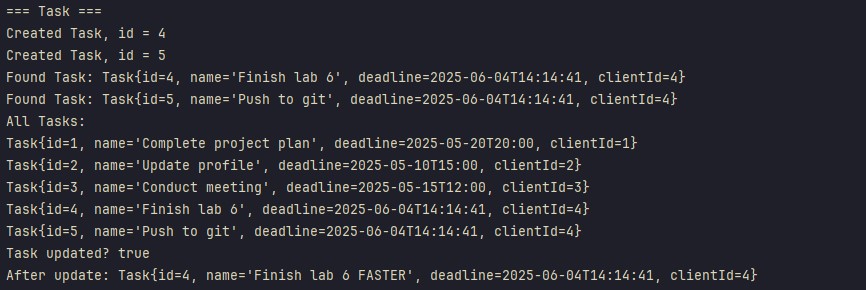 === Task ===
Created Task, id = 4
Created Task, id = 5
Found Task: Task{id=4, name='Finish lab 6', deadline=2025-06-04T14:14:41, clientId=4}
Found Task: Task{id=5, name='Push to git', deadline=2025-06-04T14:14:41, clientId=4}
All Tasks:
Task{id=1, name='Complete project plan', deadline=2025-05-20T20:00, clientId=1}
Task{id=2, name='Update profile', deadline=2025-05-10T15:00, clientId=2}
Task{id=3, name='Conduct meeting', deadline=2025-05-15T12:00, clientId=3}
Task{id=4, name='Finish lab 6', deadline=2025-06-04T14:14:41, clientId=4}
Task{id=5, name='Push to git', deadline=2025-06-04T14:14:41, clientId=4}
Task updated? true
After update: Task{id=4, name='Finish lab 6 FASTER', deadline=2025-06-04T14:14:41, clientId=4}